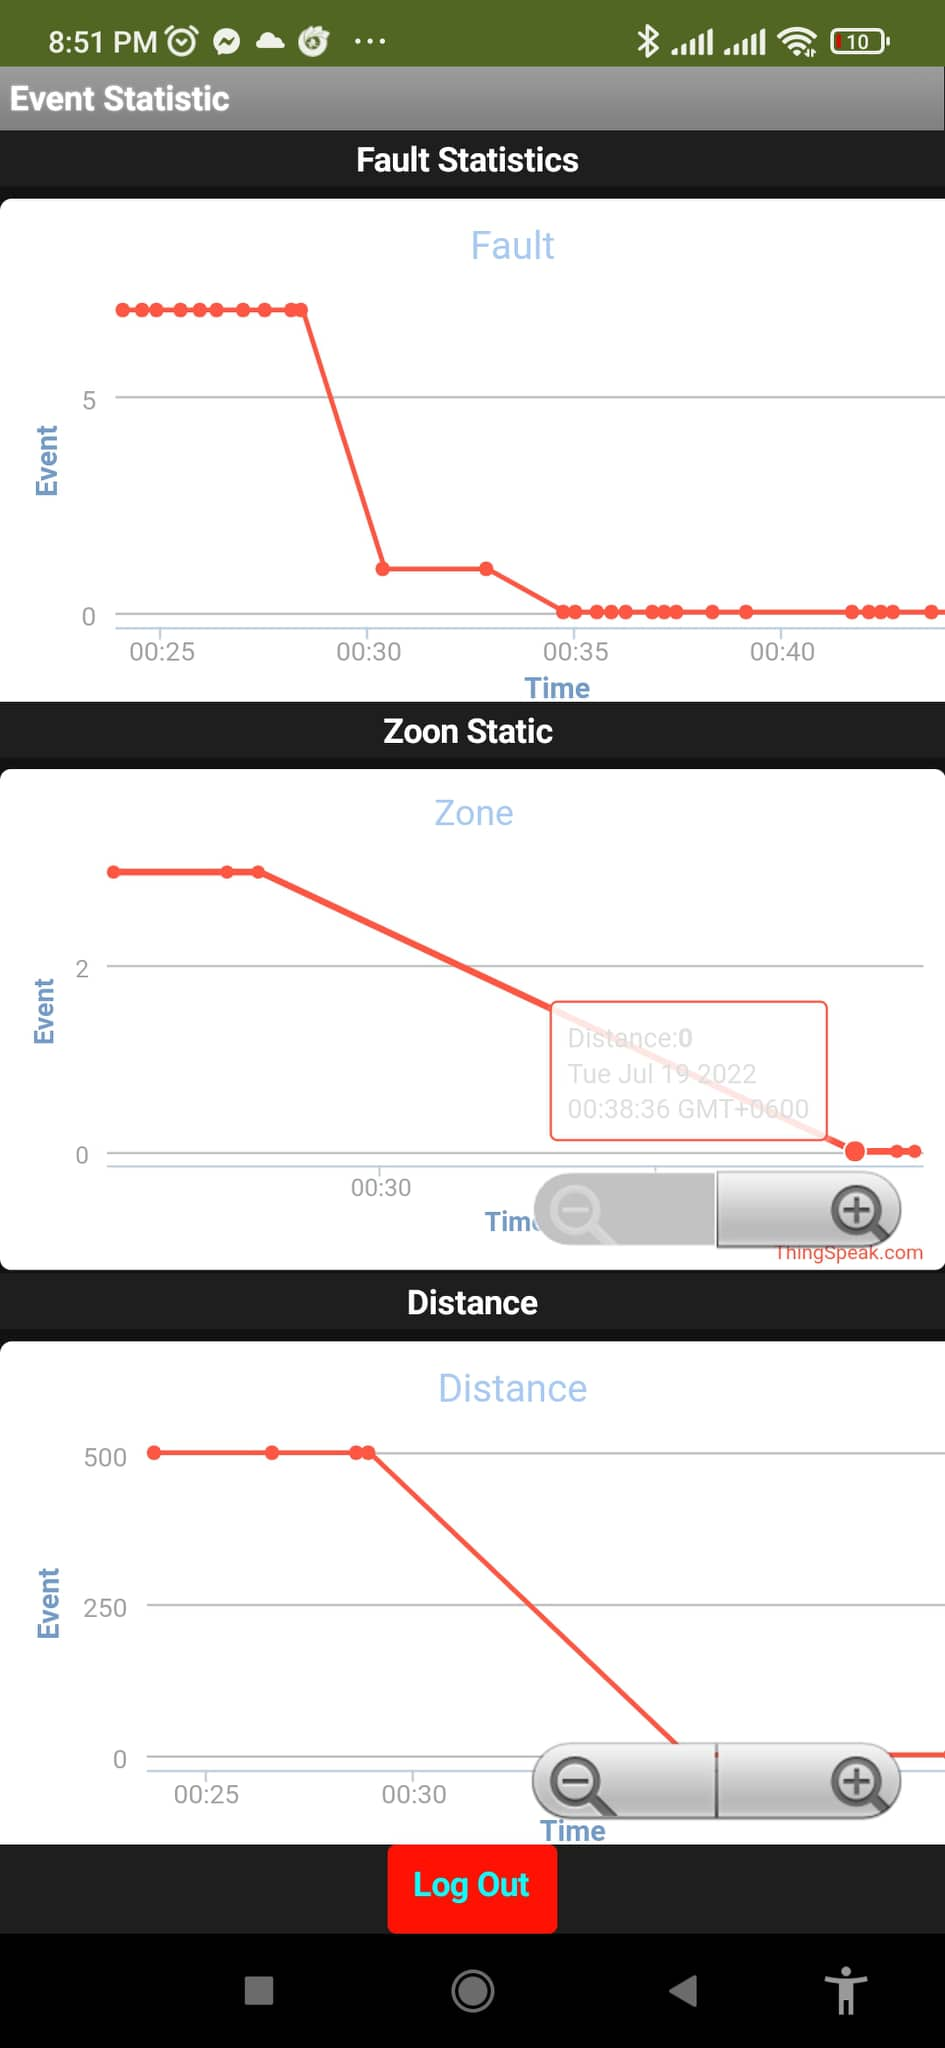 8:51 PM
10
Event Statistic
Fault Statistics
Fault
5
Event
0
00:25 00:30 00:35 00:40
Time
Zoon Static
Zone
2
Event
Distance:0
Tue Jul 19 2022
00:38:36 GMT+0600
0
00:30
Time
ThingSpeak.com
Distance
Distance
500
Event
250
0
00:25 00:30
Time
Log Out